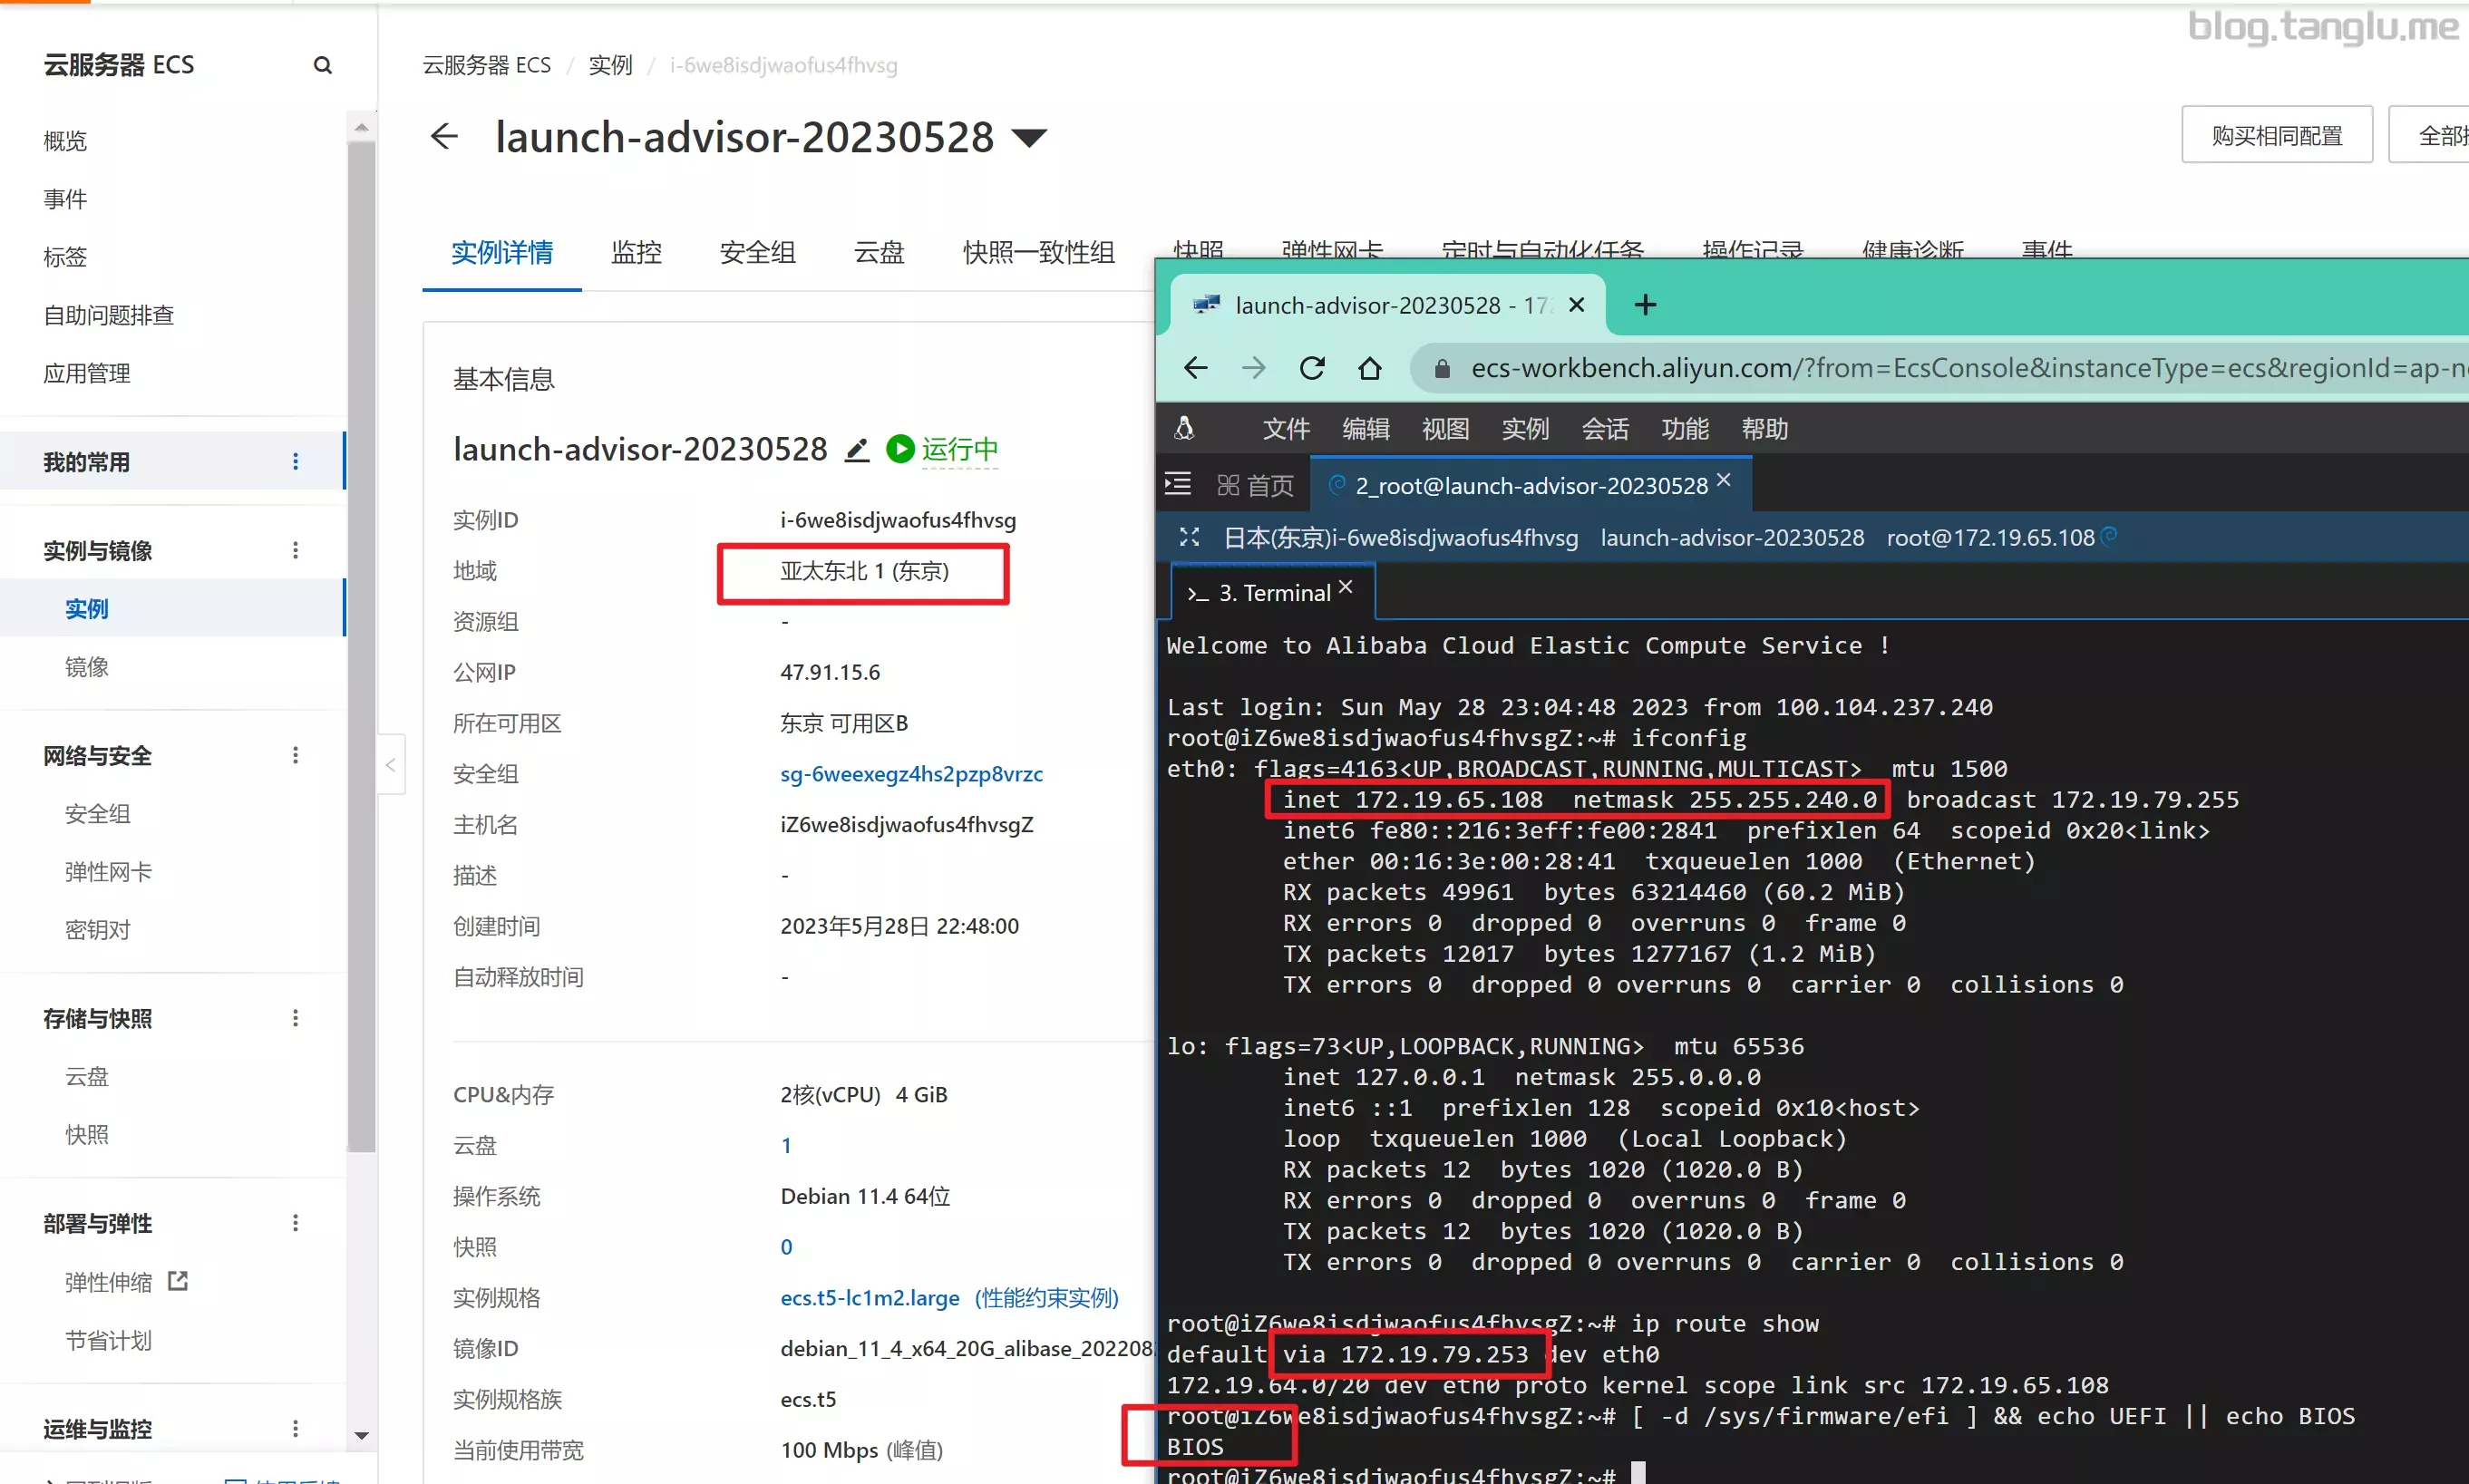 blog.tanglu.me
云服务器 ECS
概览
事件
标签
自助问题排查
应用管理
我的常用
实例与镜像
实例
镜像
网络与安全
安全组
弹性网卡
密钥对
存储与快照
云盘
快照
部署与弹性
弹性伸缩
节省计划
运维与监控
云服务器 ECS / 实例 / i-6we8isdjwaofus4fhvsg
launch-advisor-20230528
购买相同配置
全部
实例详情 监控 安全组 云盘 快照一致性组 快照 弹性网卡 定时与自动化任务 操作记录 健康诊断 事件
基本信息
launch-advisor-20230528 运行中
实例ID i-6we8isdjwaofus4fhvsg
地域 亚太东北 1 (东京)
资源组 -
公网IP 47.91.15.6
所在可用区 东京 可用区B
安全组 sg-6weexegz4hs2pzp8vrzc
主机名 iZ6we8isdjwaofus4fhvsgZ
描述 -
创建时间 2023年5月28日 22:48:00
自动释放时间 -
CPU&内存 2核(vCPU) 4 GiB
云盘 1
操作系统 Debian 11.4 64位
快照 0
实例规格 ecs.t5-lc1m2.large (性能约束实例)
镜像ID debian_11_4_x64_20G_alibase_202208
实例规格族 ecs.t5
当前使用带宽 100 Mbps (峰值)
launch-advisor-20230528 - 172
ecs-workbench.aliyun.com/?from=EcsConsole&instanceType=ecs&regionId=ap-n
文件 编辑 视图 实例 会话 功能 帮助
首页 2_root@launch-advisor-20230528
日本(东京)i-6we8isdjwaofus4fhvsg launch-advisor-20230528 root@172.19.65.108
>_ 3. Terminal
Welcome to Alibaba Cloud Elastic Compute Service !
Last login: Sun May 28 23:04:48 2023 from 100.104.237.240
root@iZ6we8isdjwaofus4fhvsgZ:~# ifconfig
eth0: flags=4163<UP,BROADCAST,RUNNING,MULTICAST> mtu 1500
inet 172.19.65.108 netmask 255.255.240.0 broadcast 172.19.79.255
inet6 fe80::216:3eff:fe00:2841 prefixlen 64 scopeid 0x20<link>
ether 00:16:3e:00:28:41 txqueuelen 1000 (Ethernet)
RX packets 49961 bytes 63214460 (60.2 MiB)
RX errors 0 dropped 0 overruns 0 frame 0
TX packets 12017 bytes 1277167 (1.2 MiB)
TX errors 0 dropped 0 overruns 0 carrier 0 collisions 0
lo: flags=73<UP,LOOPBACK,RUNNING> mtu 65536
inet 127.0.0.1 netmask 255.0.0.0
inet6 ::1 prefixlen 128 scopeid 0x10<host>
loop txqueuelen 1000 (Local Loopback)
RX packets 12 bytes 1020 (1020.0 B)
RX errors 0 dropped 0 overruns 0 frame 0
TX packets 12 bytes 1020 (1020.0 B)
TX errors 0 dropped 0 overruns 0 carrier 0 collisions 0
root@iZ6we8isdjwaofus4fhvsgZ:~# ip route show
default via 172.19.79.253 dev eth0
172.19.64.0/20 dev eth0 proto kernel scope link src 172.19.65.108
root@iZ6we8isdjwaofus4fhvsgZ:~# [ -d /sys/firmware/efi ] && echo UEFI || echo BIOS
BIOS
root@iZ6we8isdjwaofus4fhvsgZ:~#